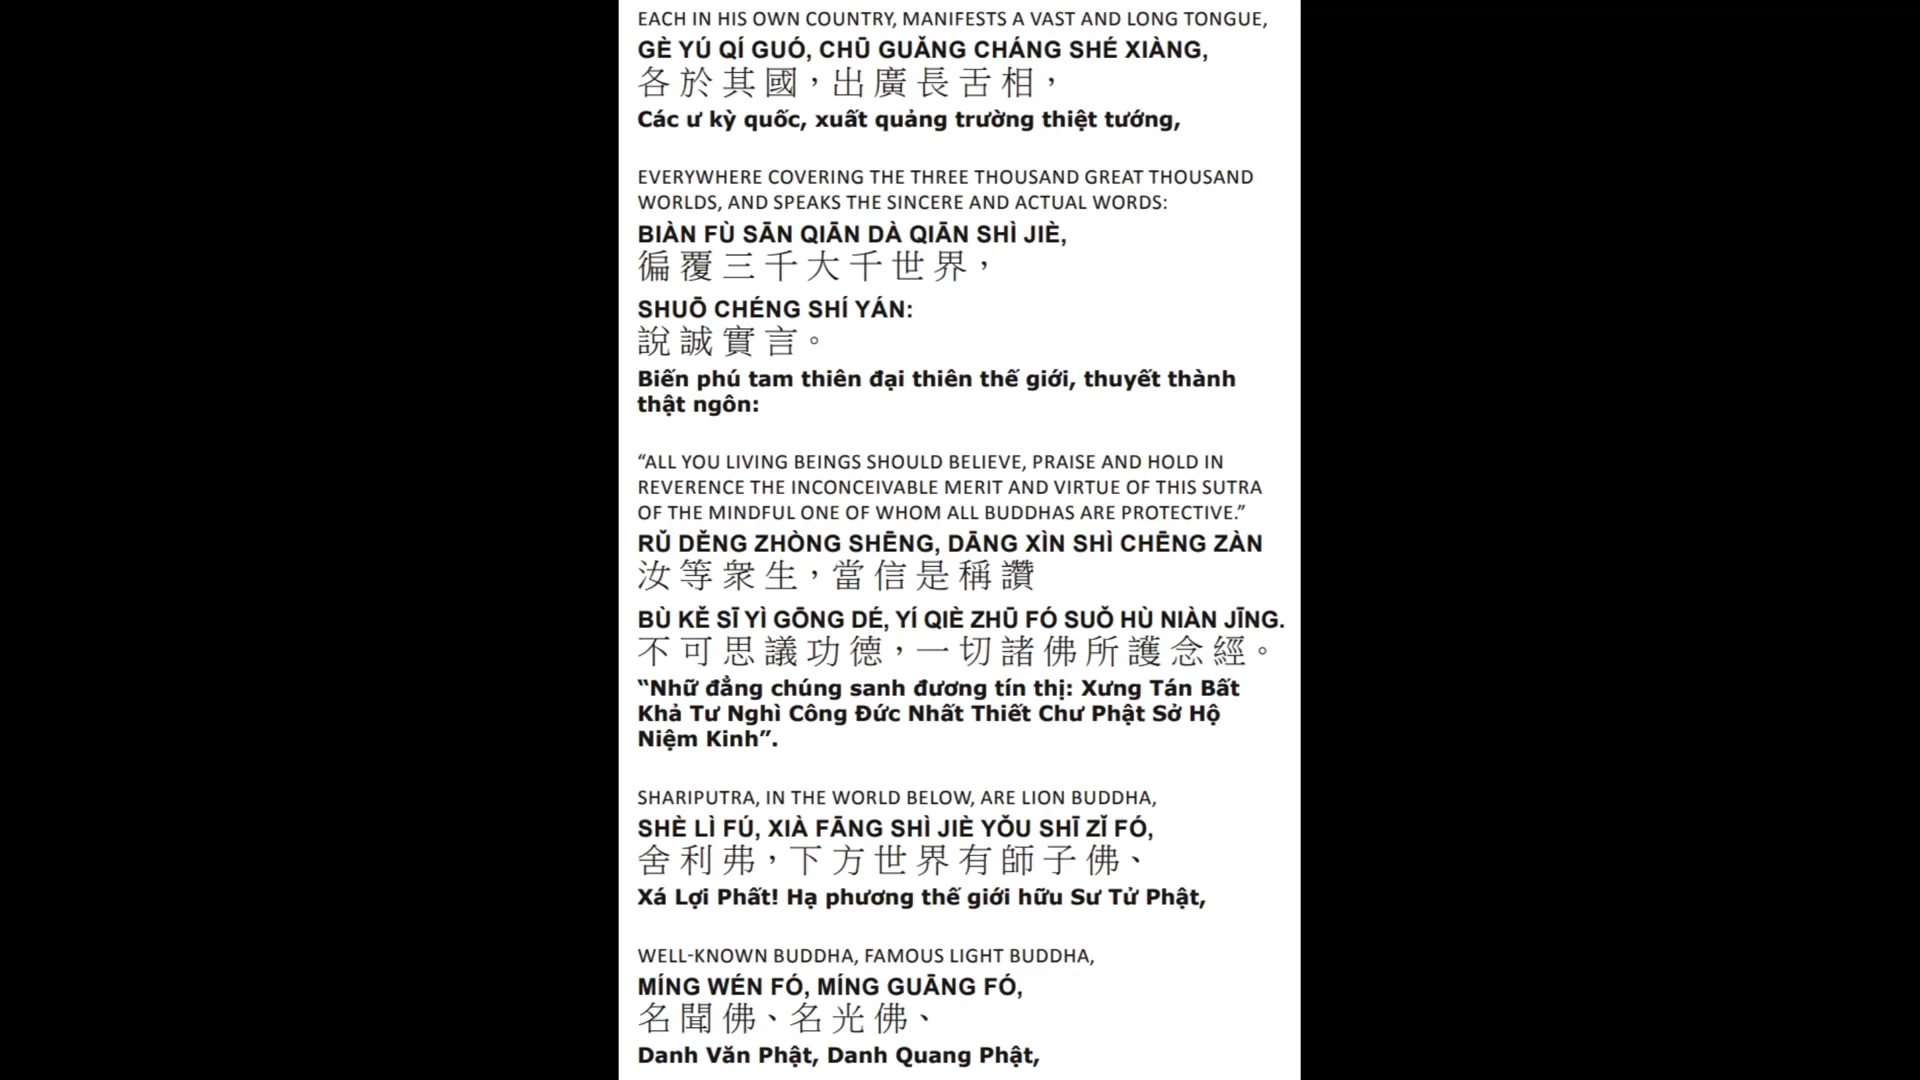 EACH IN HIS OWN COUNTRY, MANIFESTS A VAST AND LONG TONGUE,
GÈ YÚ QÍ GUÓ, CHŪ GUǍNG CHÁNG SHÉ XIÀNG,
各於其國，出廣長舌相，
Các ư kỳ quốc, xuất quảng trường thiệt tướng,
EVERYWHERE COVERING THE THREE THOUSAND GREAT THOUSAND
WORLDS, AND SPEAKS THE SINCERE AND ACTUAL WORDS:
BIÀN FÙ SĀN QIĀN DÀ QIĀN SHÌ JIÈ,
徧覆三千大千世界，
SHUŌ CHÉNG SHÍ YÁN:
說誠實言。
Biến phú tam thiên đại thiên thế giới, thuyết thành
thật ngôn:
“ALL YOU LIVING BEINGS SHOULD BELIEVE, PRAISE AND HOLD IN
REVERENCE THE INCONCEIVABLE MERIT AND VIRTUE OF THIS SUTRA
OF THE MINDFUL ONE OF WHOM ALL BUDDHAS ARE PROTECTIVE.”
RǓ DĚNG ZHÒNG SHĒNG, DĀNG XÌN SHÌ CHĒNG ZÀN
汝等衆生，當信是稱讚
BÙ KĚ SĪ YÌ GŌNG DÉ, YÍ QIÈ ZHŪ FÓ SUǑ HÙ NIÀN JĪNG.
不可思議功德，一切諸佛所護念經。
“Nhữ đẳng chúng sanh đương tín thị: Xưng Tán Bất
Khả Tư Nghì Công Đức Nhất Thiết Chư Phật Sở Hộ
Niệm Kinh”.
SHARIPUTRA, IN THE WORLD BELOW, ARE LION BUDDHA,
SHÈ LÌ FÚ, XIÀ FĀNG SHÌ JIÈ YǑU SHĪ ZǏ FÓ,
舍利弗，下方世界有師子佛、
Xá Lợi Phất! Hạ phương thế giới hữu Sư Tử Phật,
WELL-KNOWN BUDDHA, FAMOUS LIGHT BUDDHA,
MÍNG WÉN FÓ, MÍNG GUĀNG FÓ,
名聞佛、名光佛、
Danh Văn Phật, Danh Quang Phật,